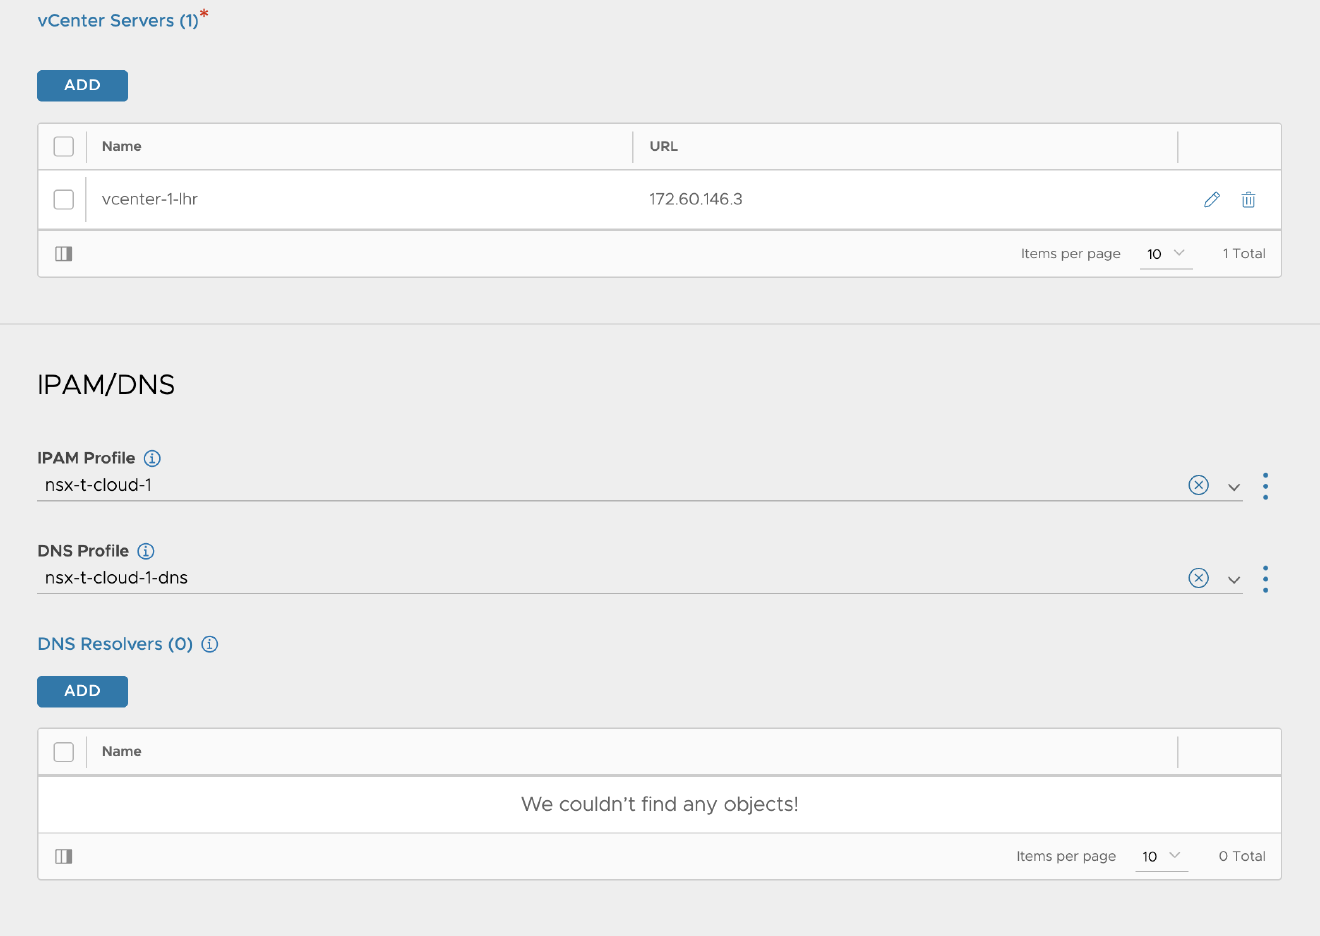 vCenter Servers (1)*
ADD
Name URL
vcenter-1-lhr 172.60.146.3
Items per page 10 1 Total
IPAM/DNS
IPAM Profile
nsx-t-cloud-1
DNS Profile
nsx-t-cloud-1-dns
DNS Resolvers (0)
ADD
Name
We couldn't find any objects!
Items per page 10 0 Total